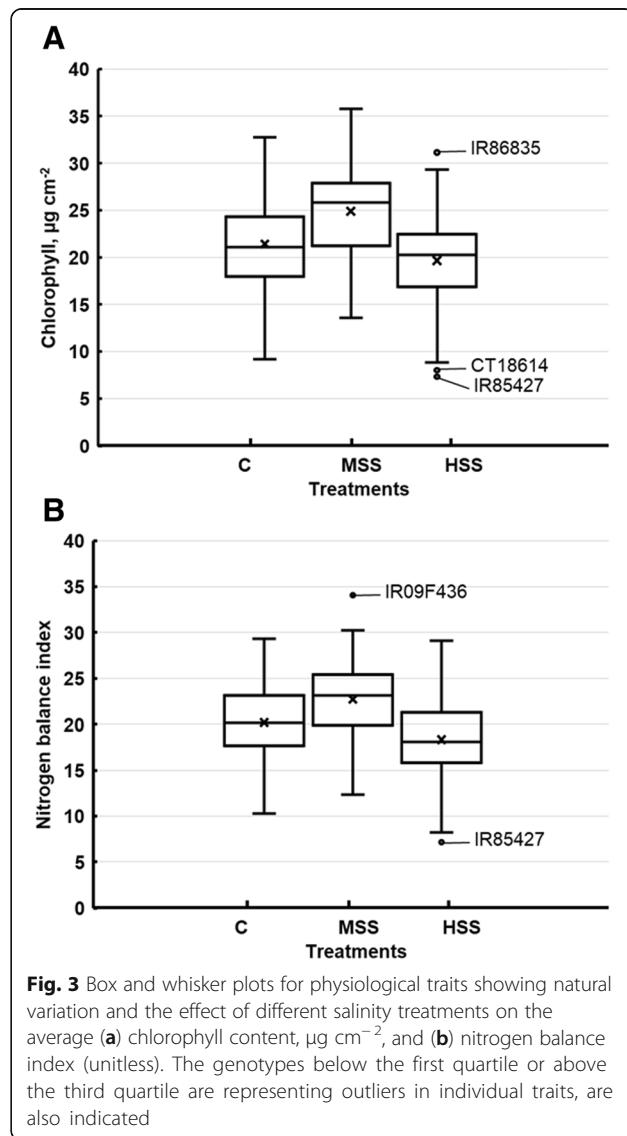 A
40
35
30
25
20
15
10
5
0
Chlorophyll, µg cm-2
IR86835
CT18614
IR85427
C MSS HSS
Treatments
B
40
35
30
25
20
15
10
5
0
Nitrogen balance index
IR09F436
IR85427
C MSS HSS
Treatments
Fig. 3 Box and whisker plots for physiological traits showing natural
variation and the effect of different salinity treatments on the
average (a) chlorophyll content, µg cm− 2, and (b) nitrogen balance
index (unitless). The genotypes below the first quartile or above
the third quartile are representing outliers in individual traits, are
also indicated